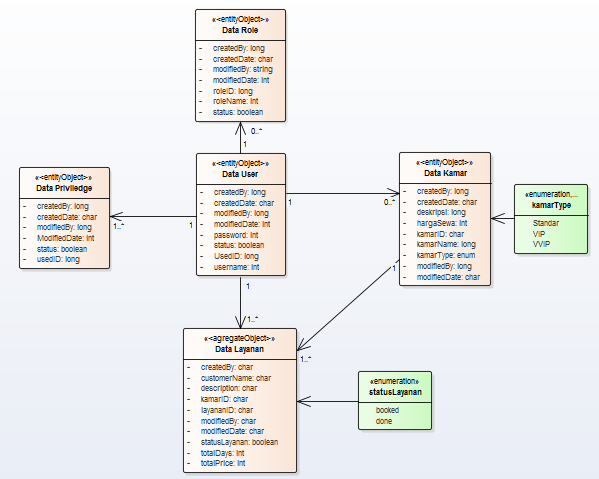 «‹entityObject›»
Data Role
- createdBy: long
- createdDate: char
- modifiedBy: string
- modifiedDate: int
- roleID: long
- roleName: int
- status: boolean
0..*
1
«‹entityObject›»
Data User
- createdBy: long
- createdDate: char
- modifiedBy: long
- modifiedDate: int
- password: int
- status: boolean
- UsedID: long
- username: int
«‹entityObject›»
Data Priviledge
- createdBy: long
- createdDate: char
- modifiedBy: long
- ModifiedDate: int
- status: boolean
- usedID: long
1..*
1
1
0..*
«‹entityObject›»
Data Kamar
- createdBy: long
- createdDate: char
- deskripsi: long
- hargaSewa: int
- kamarID: char
- kamarName: long
- kamarType: enum
- modifiedBy: long
- modifiedDate: char
«enumeration,...
kamarType
Standar
VIP
VVIP
1
1..*
1
1..*
«‹agregateObject›»
Data Layanan
- createdBy: char
- customerName: char
- description: char
- kamarID: char
- layananID: char
- modifiedBy: char
- modifiedDate: char
- statusLayanan: boolean
- totalDays: int
- totalPrice: int
«enumeration»
statusLayanan
booked
done